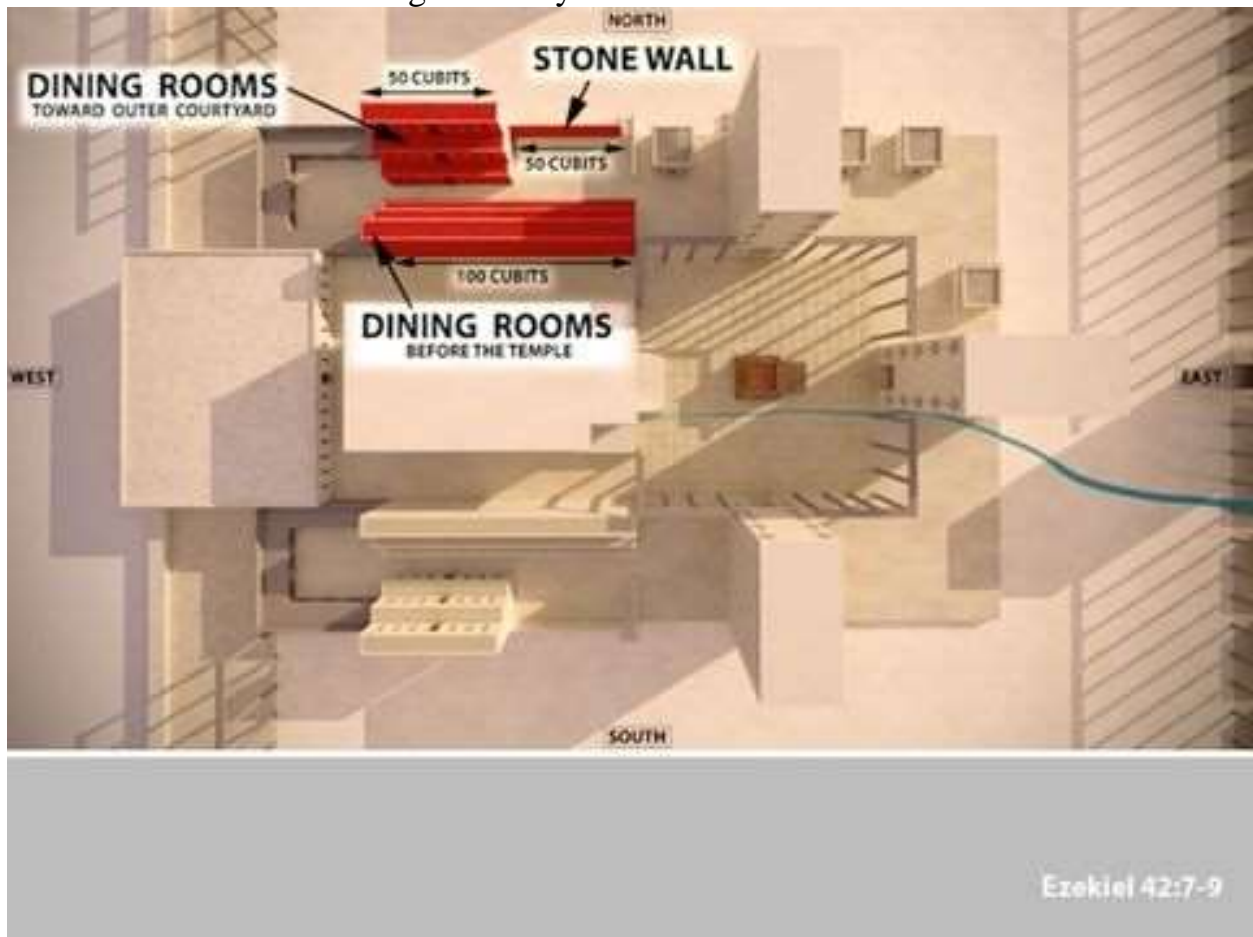 NORTH
STONE WALL
50 CUBITS
DINING ROOMS
TOWARD OUTER COURTYARD
50 CUBITS
100 CUBITS
DINING ROOMS
BEFORE THE TEMPLE
WEST
EAST
SOUTH
Ezekiel 42:7-9